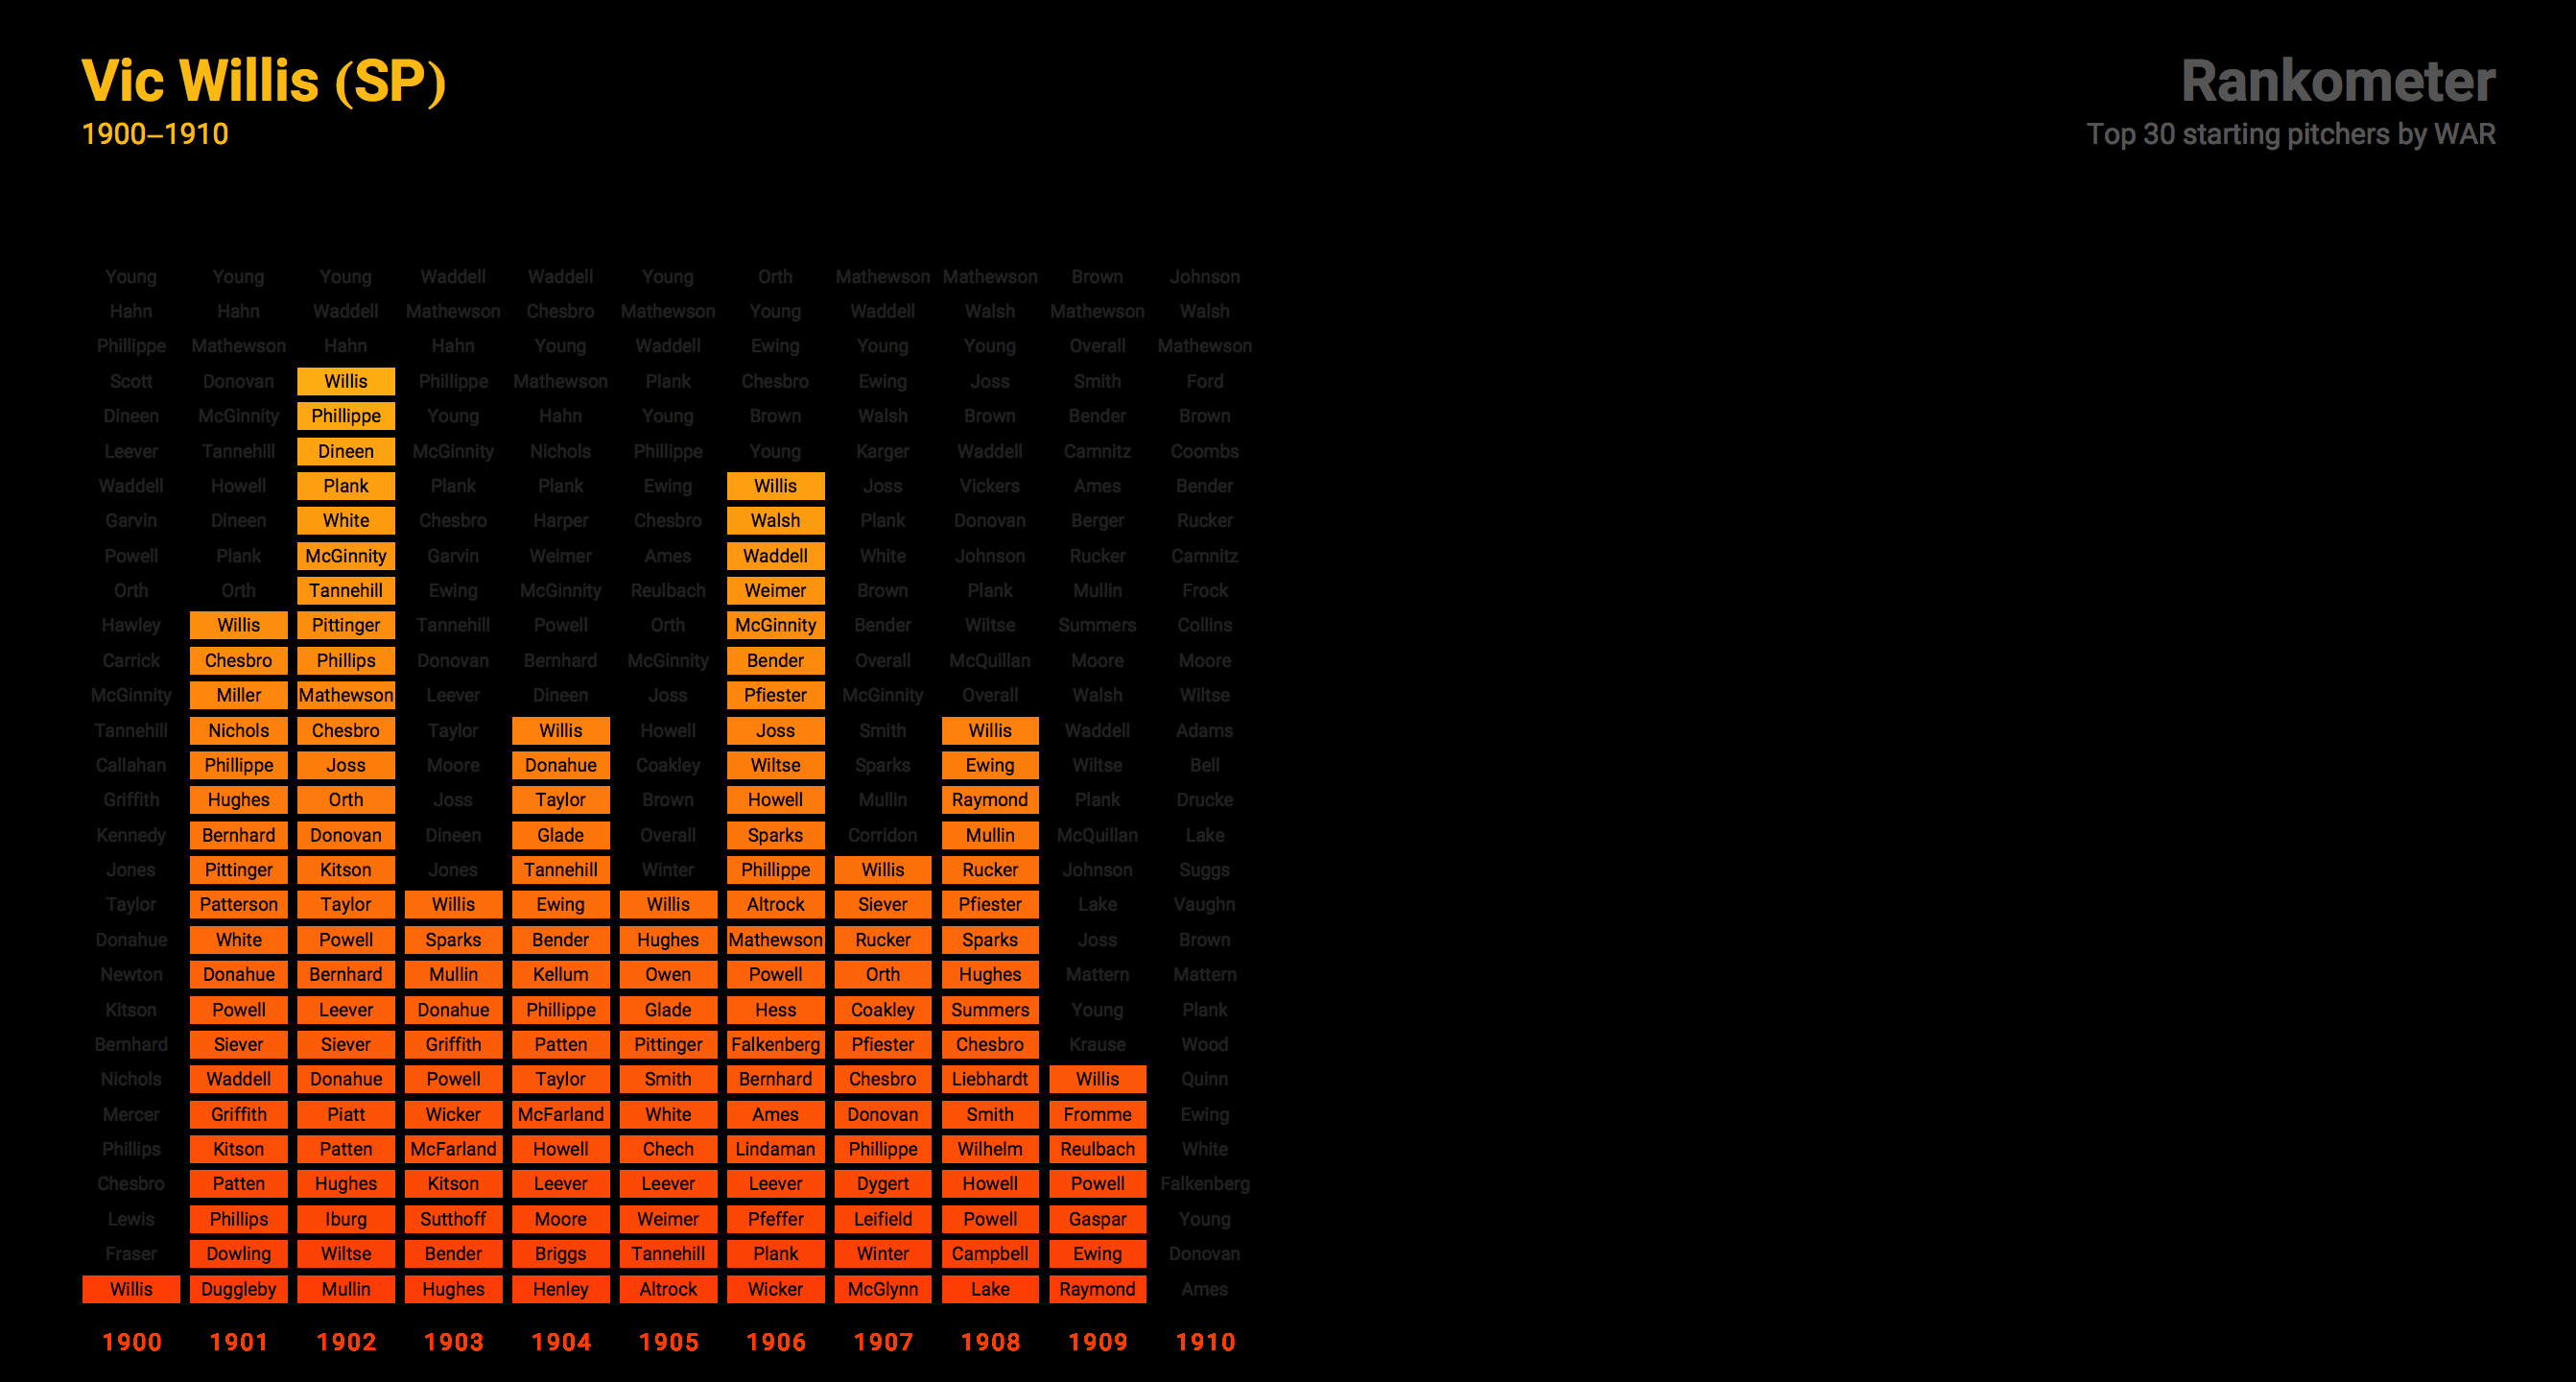 Vic Willis (SP)
1900–1910
Rankometer
Top 30 starting pitchers by WAR
Young Young Young Waddell Waddell Young Orth Mathewson Mathewson Brown Johnson
Hahn Hahn Waddell Mathewson Chesbro Mathewson Young Waddell Walsh Mathewson Walsh
Phillippe Mathewson Hahn Hahn Young Waddell Ewing Young Young Overall Mathewson
Scott Donovan Willis Phillippe Mathewson Plank Chesbro Ewing Joss Smith Ford
Dineen McGinnity Phillippe Young Hahn Young Brown Walsh Brown Bender Brown
Leever Tannehill Dineen McGinnity Nichols Phillippe Young Karger Waddell Camnitz Coombs
Waddell Howell Plank Plank Plank Ewing Willis Joss Vickers Ames Bender
Garvin Dineen White Chesbro Harper Chesbro Walsh Plank Donovan Berger Rucker
Powell Plank McGinnity Garvin Weimer Ames Waddell White Johnson Rucker Camnitz
Orth Orth Tannehill Ewing McGinnity Reulbach Weimer Brown Plank Mullin Frock
Hawley Willis Pittinger Tannehill Powell Orth McGinnity Bender Wiltse Summers Collins
Carrick Chesbro Phillips Donovan Bernhard McGinnity Bender Overall McQuillan Moore Moore
McGinnity Miller Mathewson Leever Dineen Joss Pfiester McGinnity Overall Walsh Wiltse
Tannehill Nichols Chesbro Taylor Willis Howell Joss Smith Willis Waddell Adams
Callahan Phillippe Joss Moore Donahue Coakley Wiltse Sparks Ewing Wiltse Bell
Griffith Hughes Orth Joss Taylor Brown Howell Mullin Raymond Plank Drucke
Kennedy Bernhard Donovan Dineen Glade Overall Sparks Corridon Mullin McQuillan Lake
Jones Pittinger Kitson Jones Tannehill Winter Phillippe Willis Rucker Johnson Suggs
Taylor Patterson Taylor Willis Ewing Willis Altrock Siever Pfiester Lake Vaughn
Donahue White Powell Sparks Bender Hughes Mathewson Rucker Sparks Joss Brown
Newton Donahue Bernhard Mullin Kellum Owen Powell Orth Hughes Mattern Mattern
Kitson Powell Leever Donahue Phillippe Glade Hess Coakley Summers Young Plank
Bernhard Siever Siever Griffith Patten Pittinger Falkenberg Pfiester Chesbro Krause Wood
Nichols Waddell Donahue Powell Taylor Smith Bernhard Chesbro Liebhardt Willis Quinn
Mercer Griffith Piatt Wicker McFarland White Ames Donovan Smith Fromme Ewing
Phillips Kitson Patten McFarland Howell Chech Lindaman Phillippe Wilhelm Reulbach White
Chesbro Patten Hughes Kitson Leever Leever Leever Dygert Howell Powell Falkenberg
Lewis Phillips Iburg Sutthoff Moore Weimer Pfeffer Leifield Powell Gaspar Young
Fraser Dowling Wiltse Bender Briggs Tannehill Plank Winter Campbell Ewing Donovan
Willis Duggleby Mullin Hughes Henley Altrock Wicker McGlynn Lake Raymond Ames
1900 1901 1902 1903 1904 1905 1906 1907 1908 1909 1910